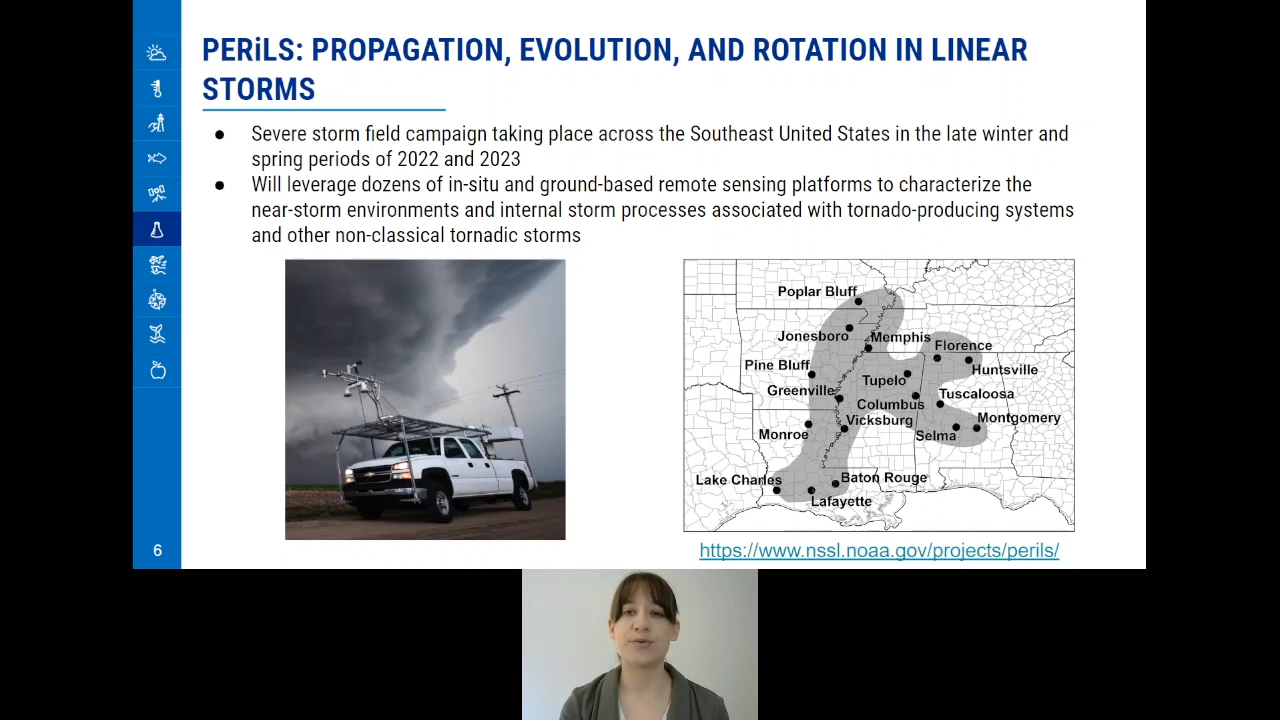 PERiLS: PROPAGATION, EVOLUTION, AND ROTATION IN LINEAR
STORMS
● Severe storm field campaign taking place across the Southeast United States in the late winter and
spring periods of 2022 and 2023
● Will leverage dozens of in-situ and ground-based remote sensing platforms to characterize the
near-storm environments and internal storm processes associated with tornado-producing systems
and other non-classical tornadic storms
Poplar Bluff
Jonesboro
Memphis
Florence
Pine Bluff
Huntsville
Tupelo
Greenville
Tuscaloosa
Columbus
Vicksburg
Montgomery
Monroe
Selma
Lake Charles
Baton Rouge
Lafayette
https://www.nssl.noaa.gov/projects/perils/
6